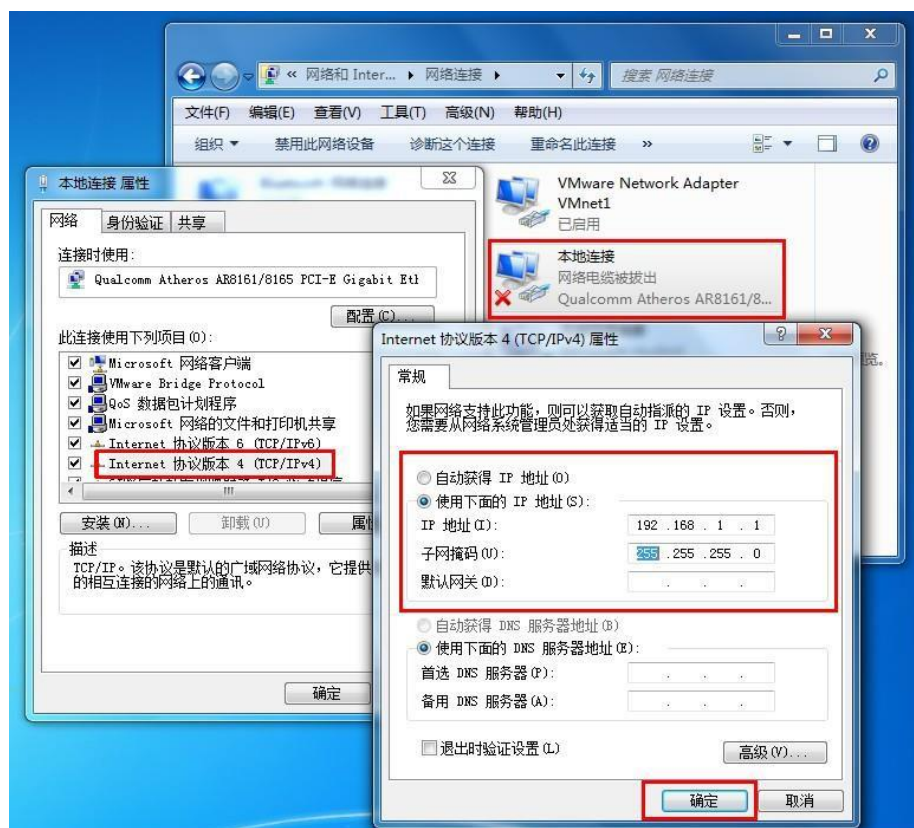 « 网络和 Inter... ▸ 网络连接 ▸
搜索 网络连接
文件(F) 编辑(E) 查看(V) 工具(T) 高级(N) 帮助(H)
组织 ▼ 禁用此网络设备 诊断这个连接 重命名此连接 »
VMware Network Adapter
VMnet1
已启用
本地连接
网络电缆被拔出
Qualcomm Atheros AR8161/8...
本地连接 属性
网络 身份验证 共享
连接时使用:
Qualcomm Atheros AR8161/8165 PCI-E Gigabit Etl
配置(C)...
此连接使用下列项目(O):
Microsoft 网络客户端
VMware Bridge Protocol
QoS 数据包计划程序
Microsoft 网络的文件和打印机共享
Internet 协议版本 6 (TCP/IPv6)
Internet 协议版本 4 (TCP/IPv4)
安装(N)... 卸载(U) 属
描述
TCP/IP。该协议是默认的广域网络协议，它提供
的相互连接的网络上的通讯。
确定
Internet 协议版本 4 (TCP/IPv4) 属性
常规
如果网络支持此功能，则可以获取自动指派的 IP 设置。否则，
您需要从网络系统管理员处获得适当的 IP 设置。
自动获得 IP 地址(O)
使用下面的 IP 地址(S):
IP 地址(I): 192 .168 . 1 . 1
子网掩码(U): 255 .255 .255 . 0
默认网关(D): . . .
自动获得 DNS 服务器地址(B)
使用下面的 DNS 服务器地址(E):
首选 DNS 服务器(P): . . .
备用 DNS 服务器(A): . . .
退出时验证设置(L)
高级(V)...
确定 取消
览。